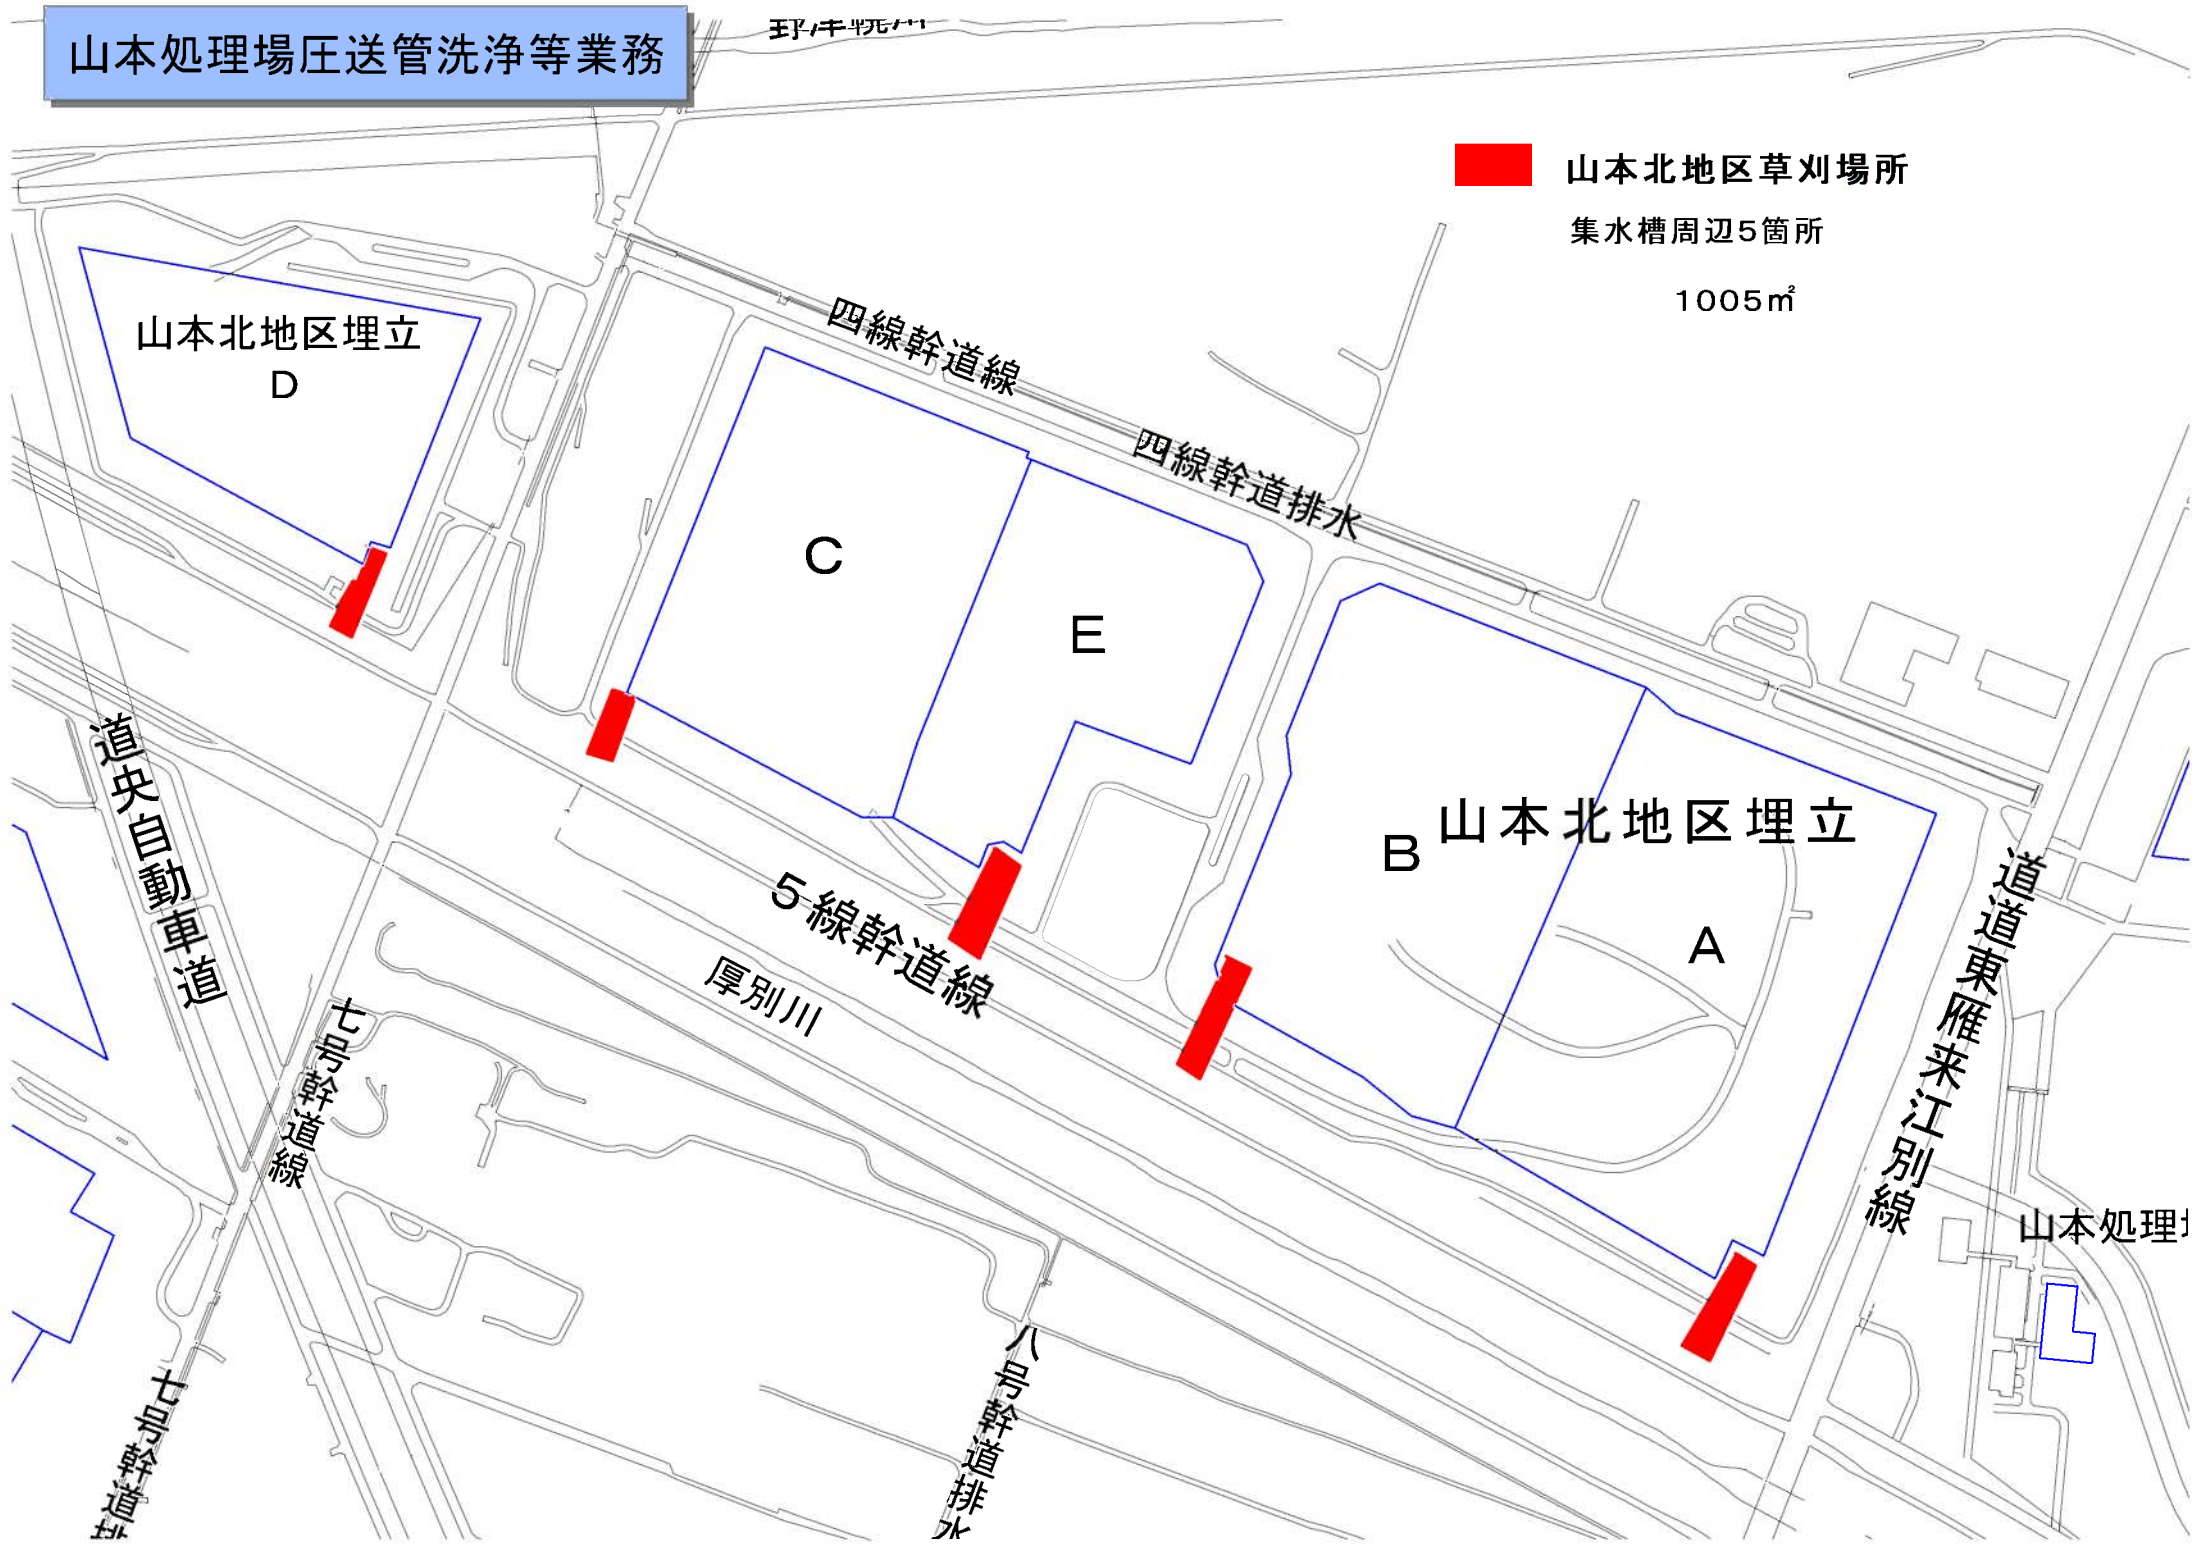 山本処理場圧送管洗浄等業務
山本北地区草刈場所
集水槽周辺5箇所
1005㎡
山本北地区埋立
D
四線幹道線
四線幹道排水
C
E
B
山本北地区埋立
A
道央自動車道
5線幹道線
厚別川
道道東雁来江別線
七号幹道線
山本処理
八号幹道排水
七号幹道